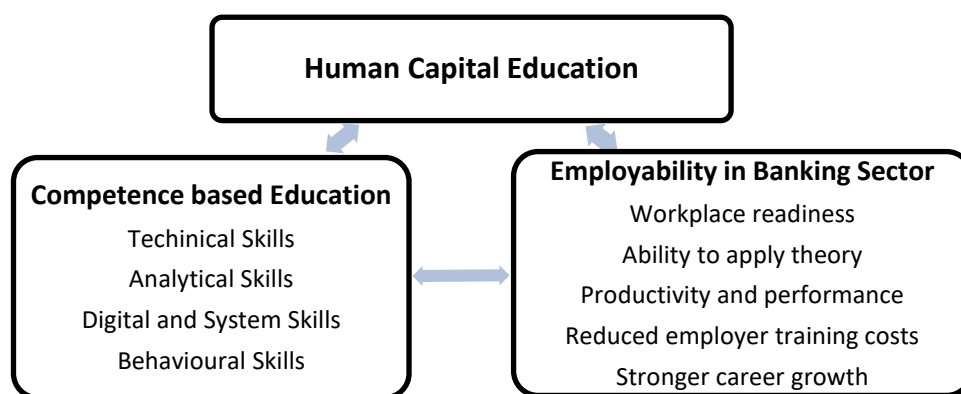 Human Capital Education
Competence based Education
Techinical Skills
Analytical Skills
Digital and System Skills
Behavioural Skills
Employability in Banking Sector
Workplace readiness
Ability to apply theory
Productivity and performance
Reduced employer training costs
Stronger career growth